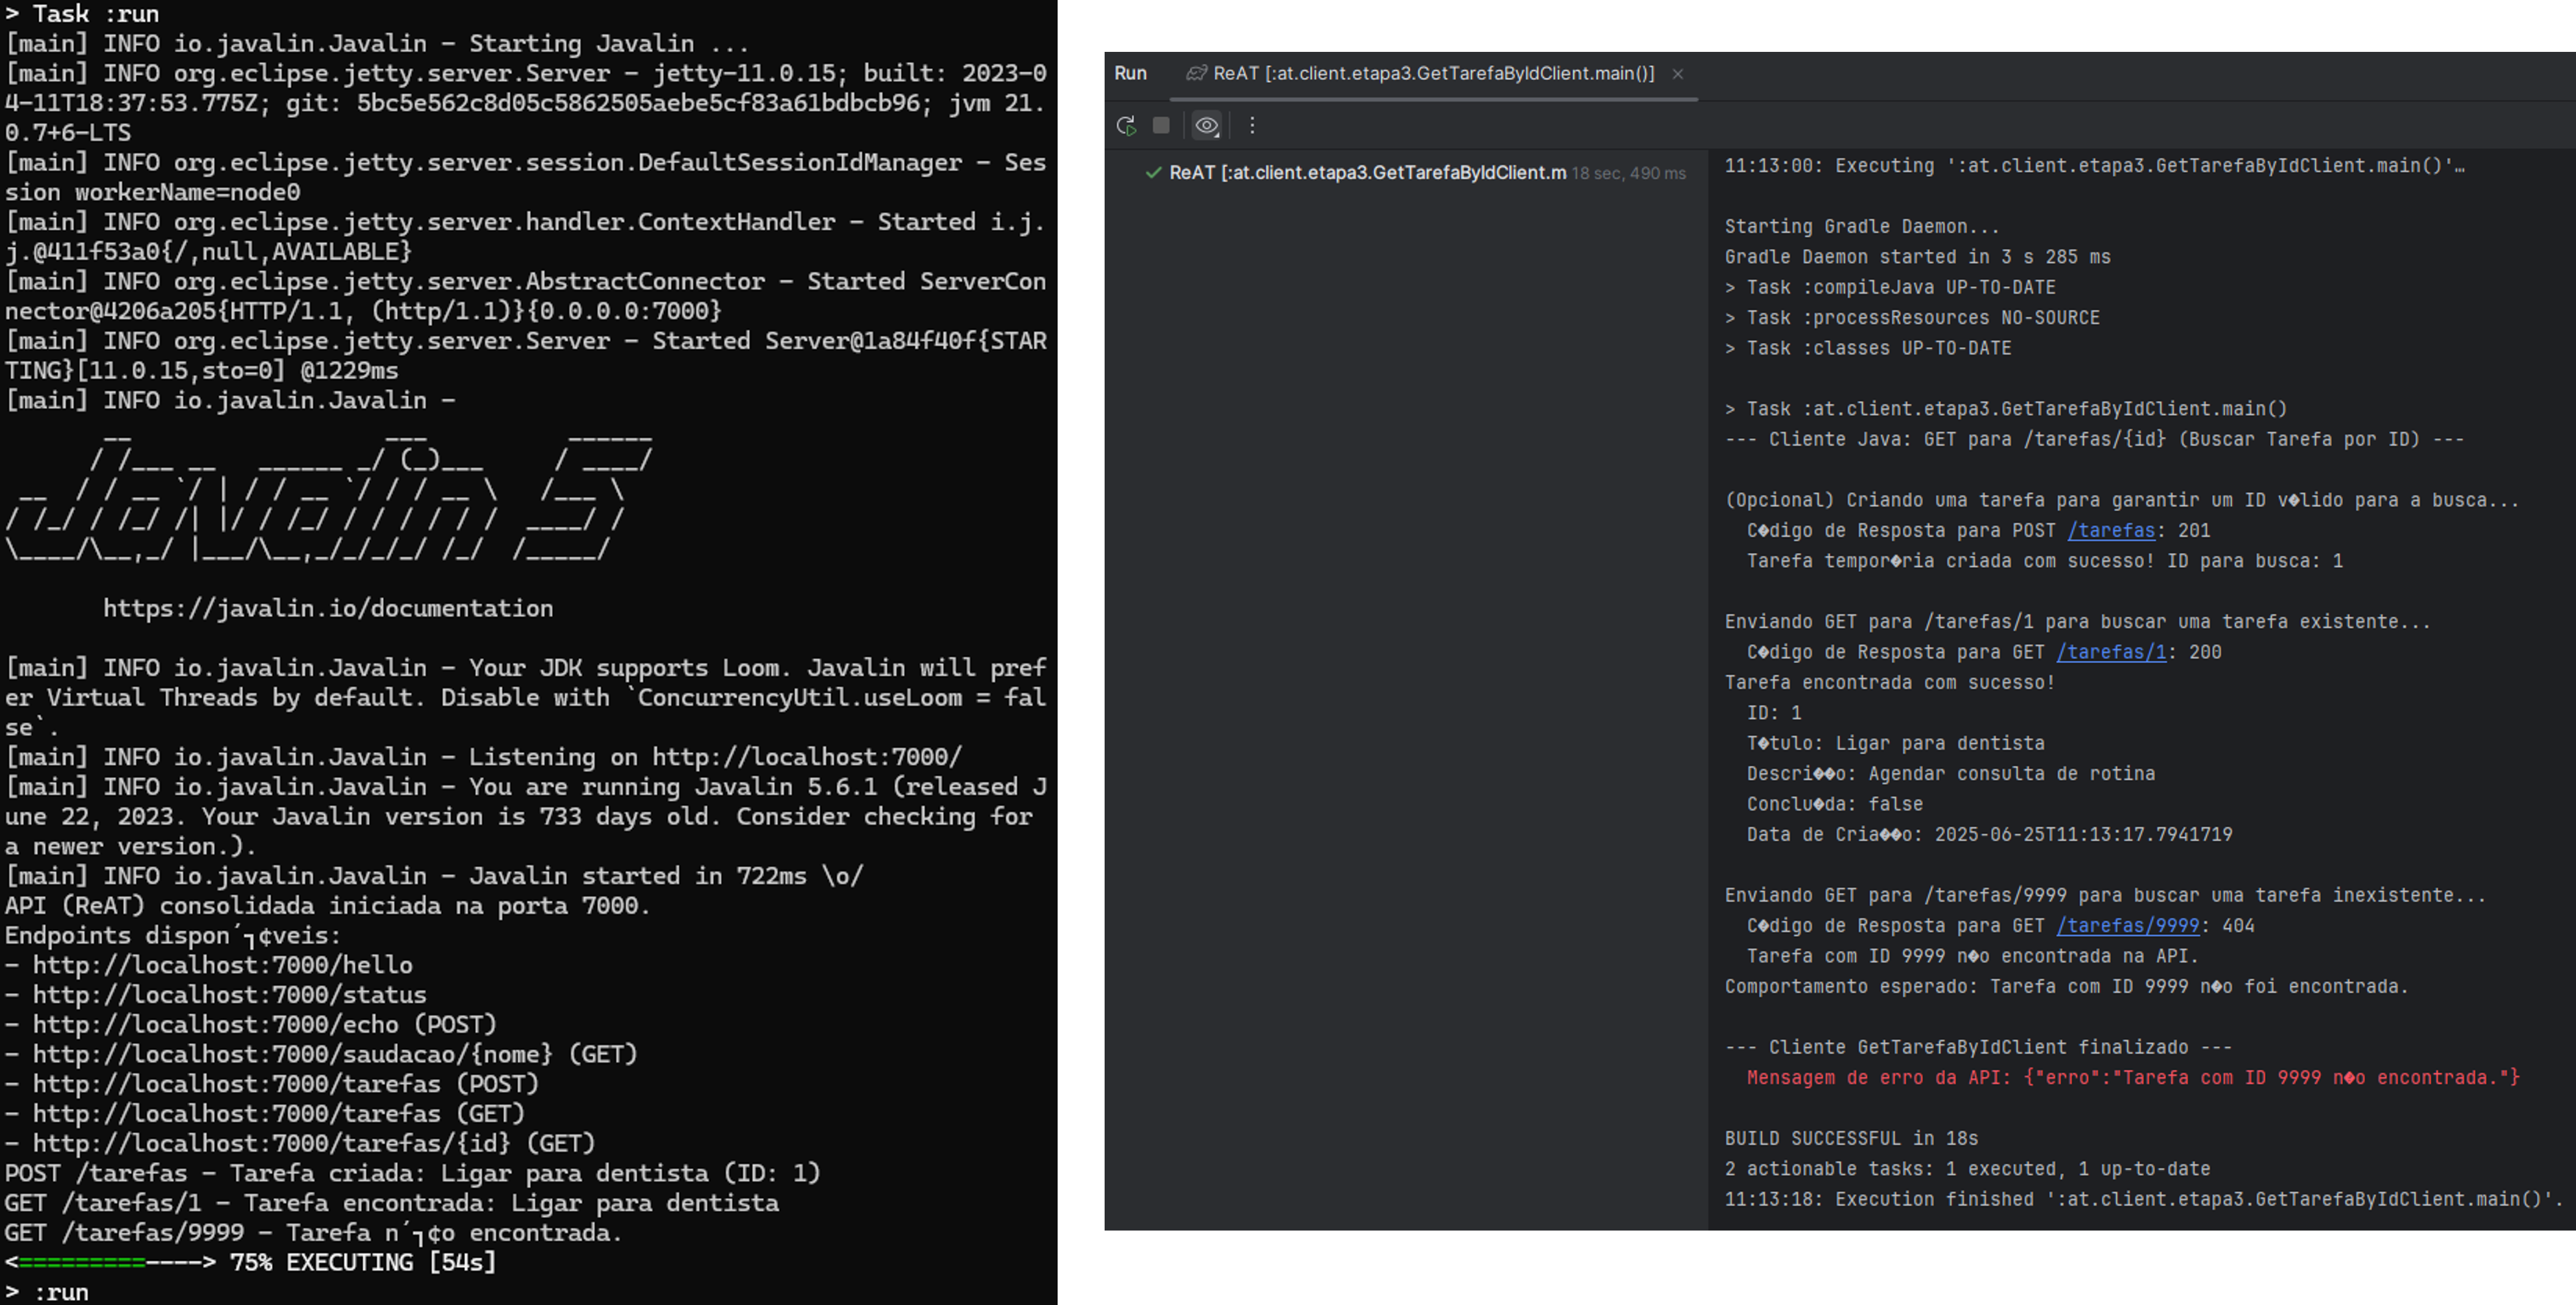 > Task :run
[main] INFO io.javalin.Javalin - Starting Javalin ...
[main] INFO org.eclipse.jetty.server.Server - jetty-11.0.15; built: 2023-0
4-11T18:37:53.775Z; git: 5bc5e562c8d05c5862505aebe5cf83a61bdbcb96; jvm 21.
0.7+6-LTS
[main] INFO org.eclipse.jetty.server.session.DefaultSessionIdManager - Ses
sion workerName=node0
[main] INFO org.eclipse.jetty.server.handler.ContextHandler - Started i.j.
j.@411f53a0{/,null,AVAILABLE}
[main] INFO org.eclipse.jetty.server.AbstractConnector - Started ServerCon
nector@4206a205{HTTP/1.1, (http/1.1)}{0.0.0.0:7000}
[main] INFO org.eclipse.jetty.server.Server - Started Server@1a84f40f{STAR
TING}[11.0.15,sto=0] @1229ms
[main] INFO io.javalin.Javalin -
Javalin 5
https://javalin.io/documentation
[main] INFO io.javalin.Javalin - Your JDK supports Loom. Javalin will pref
er Virtual Threads by default. Disable with `ConcurrencyUtil.useLoom = fal
se`.
[main] INFO io.javalin.Javalin - Listening on http://localhost:7000/
[main] INFO io.javalin.Javalin - You are running Javalin 5.6.1 (released J
une 22, 2023. Your Javalin version is 733 days old. Consider checking for
a newer version.).
[main] INFO io.javalin.Javalin - Javalin started in 722ms \o/
API (ReAT) consolidada iniciada na porta 7000.
Endpoints dispon´┐¢veis:
- http://localhost:7000/hello
- http://localhost:7000/status
- http://localhost:7000/echo (POST)
- http://localhost:7000/saudacao/{nome} (GET)
- http://localhost:7000/tarefas (POST)
- http://localhost:7000/tarefas (GET)
- http://localhost:7000/tarefas/{id} (GET)
POST /tarefas - Tarefa criada: Ligar para dentista (ID: 1)
GET /tarefas/1 - Tarefa encontrada: Ligar para dentista
GET /tarefas/9999 - Tarefa n´┐¢o encontrada.
<=========----> 75% EXECUTING [54s]
> :run
Run ReAT [:at.client.etapa3.GetTarefaByIdClient.main()] ×
ReAT [:at.client.etapa3.GetTarefaByIdClient.m 18 sec, 490 ms
11:13:00: Executing ':at.client.etapa3.GetTarefaByIdClient.main()'…
Starting Gradle Daemon...
Gradle Daemon started in 3 s 285 ms
> Task :compileJava UP-TO-DATE
> Task :processResources NO-SOURCE
> Task :classes UP-TO-DATE
> Task :at.client.etapa3.GetTarefaByIdClient.main()
--- Cliente Java: GET para /tarefas/{id} (Buscar Tarefa por ID) ---
(Opcional) Criando uma tarefa para garantir um ID v�lido para a busca...
C�digo de Resposta para POST /tarefas: 201
Tarefa tempor�ria criada com sucesso! ID para busca: 1
Enviando GET para /tarefas/1 para buscar uma tarefa existente...
C�digo de Resposta para GET /tarefas/1: 200
Tarefa encontrada com sucesso!
ID: 1
T�tulo: Ligar para dentista
Descri��o: Agendar consulta de rotina
Conclu�da: false
Data de Cria��o: 2025-06-25T11:13:17.7941719
Enviando GET para /tarefas/9999 para buscar uma tarefa inexistente...
C�digo de Resposta para GET /tarefas/9999: 404
Tarefa com ID 9999 n�o encontrada na API.
Comportamento esperado: Tarefa com ID 9999 n�o foi encontrada.
--- Cliente GetTarefaByIdClient finalizado ---
Mensagem de erro da API: {"erro":"Tarefa com ID 9999 n�o encontrada."}
BUILD SUCCESSFUL in 18s
2 actionable tasks: 1 executed, 1 up-to-date
11:13:18: Execution finished ':at.client.etapa3.GetTarefaByIdClient.main()'.